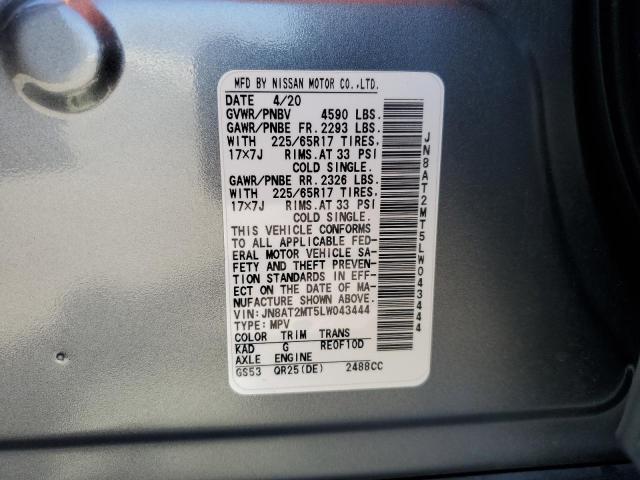 MFD BY NISSAN MOTOR CO.,LTD.
DATE 4/20
GVWR/PNBV 4590 LBS.
GAWR/PNBE FR. 2293 LBS.
WITH 225/65R17 TIRES.
17×7J RIMS.AT 33 PSI
COLD SINGLE.
GAWR/PNBE RR. 2326 LBS.
WITH 225/65R17 TIRES.
17×7J RIMS.AT 33 PSI
COLD SINGLE.
THIS VEHICLE CONFORMS
TO ALL APPLICABLE FED-
ERAL MOTOR VEHICLE SA-
FETY AND THEFT PREVEN-
TION STANDARDS IN EFF-
ECT ON THE DATE OF MA-
NUFACTURE SHOWN ABOVE.
VIN:JN8AT2MT5LW043444
TYPE:MPV
COLOR TRIM TRANS
KAD G RE0F10D
AXLE ENGINE
GS53 QR25(DE) 2488CC
JN8AT2MT5LW043444